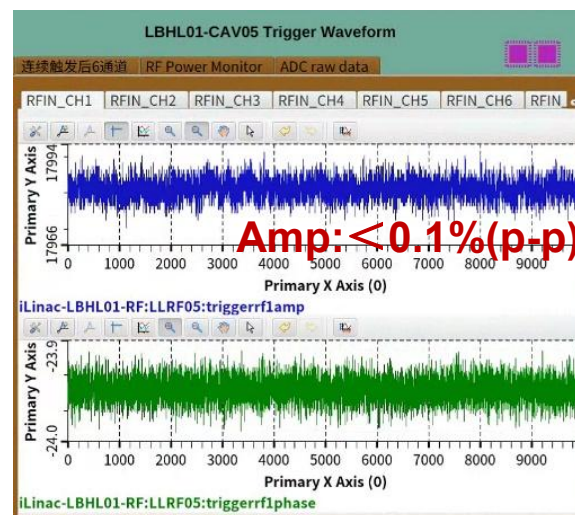 LBHL01-CAV05 Trigger Waveform
连续触发后6通道 RF Power Monitor ADC raw data
RFIN_CH1 RFIN_CH2 RFIN_CH3 RFIN_CH4 RFIN_CH5 RFIN_CH6 RFIN_
Primary Y Axis
17994
17966
Amp:＜0.1%(p-p)
0 1000 2000 3000 4000 5000 6000 7000 8000 9000
Primary X Axis (0)
iLinac-LBHL01-RF:LLRF05:triggerrf1amp
Primary Y Axis
-23.9
-24.0
0 1000 2000 3000 4000 5000 6000 7000 8000 9000
Primary X Axis (0)
iLinac-LBHL01-RF:LLRF05:triggerrf1phase